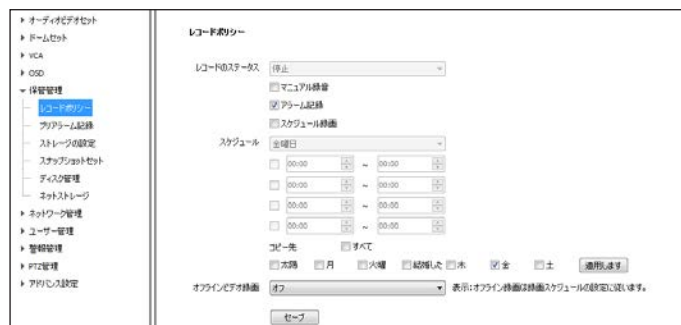 オーディオビデオセット
ドームセット
VCA
OSD
保管管理
レコードポリシー
プリアラーム記録
ストレージの設定
スナップショットセット
ディスク管理
ネットストレージ
ネットワーク管理
ユーザー管理
警報管理
PTZ管理
アドバンス設定
レコードポリシー
レコードのステータス 停止
マニュアル録音
アラーム記録
スケジュール録画
スケジュール 金曜日
00:00 ~ 00:00
00:00 ~ 00:00
00:00 ~ 00:00
00:00 ~ 00:00
コピー先 すべて
太陽 月 火曜 結婚した 木 金 土 適用します
オフラインビデオ録画 オフ 表示:オフライン録画は録画スケジュールの設定に従います。
セーブ